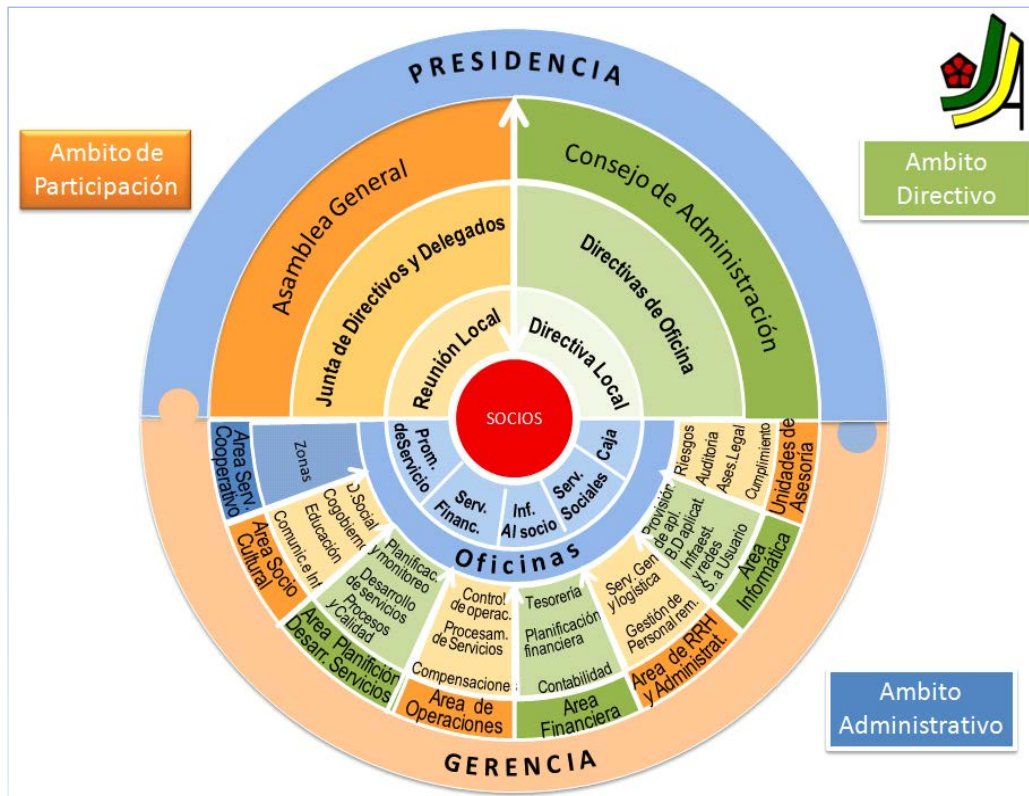 PRESIDENCIA
Ambito de
Participación
Ambito
Directivo
Asamblea General
Consejo de Administración
Junta de Directivos y Delegados
Directivas de Oficina
Reunión Local
Directiva Local
SOCIOS
Prom.
deServicio
Serv.
Financ.
Inf.
Al socio
Serv.
Sociales
Caja
Oficinas
Area Serv.
Cooperativo
Zonas
Area Socio
Cultural
D.Social
Cogobierno
Educación
Comunic.e Inf
Area Planifición
Desarr. Servicios
Planificac.
y monitoreo
Desarrollo
de servicios
Procesos
y Calidad
Area de
Operaciones
Control
de operac.
Procesam.
de Servicios
Compensacione
Area
Financiera
Tesorería
Planificación
financiera
Contabilidad
Area de RRH
y Administrat.
Serv. Gen
y logística
Gestión de
Personal rem.
Area
Informática
Provisión
de apl.
B.D aplicat.
Infraest.
y redes
S. a Usuario
Unidades de
Asesoria
Riesgos
Auditoria
Ases.Legal
Cumplimiento
Ambito
Administrativo
GERENCIA